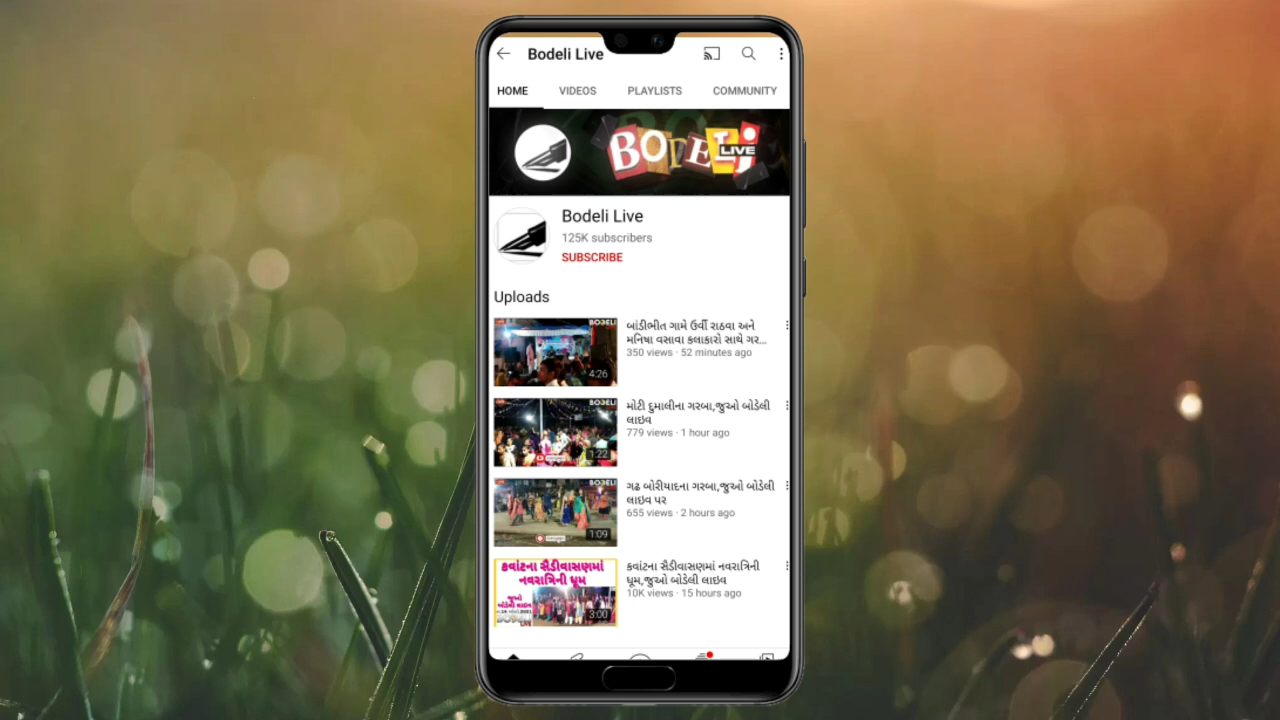 Bodeli Live
HOME VIDEOS PLAYLISTS COMMUNITY
BODELi
LIVE
Bodeli Live
125K subscribers
SUBSCRIBE
Uploads
BODELI
4:26
બાંડીભીત ગામે ઉર્વી રાઠવા અને
મનિષા વસાવા કલાકારો સાથે ગર...
350 views · 52 minutes ago
BODELI
1:22
મોટી દુમાલીના ગરબા,જુઓ બોડેલી
લાઇવ
779 views · 1 hour ago
BODELI
1:09
ગઢ બોરીયાદના ગરબા,જુઓ બોડેલી
લાઇવ પર
655 views · 2 hours ago
કવાંટના સૈડીવાસણમાં
નવરાત્રિની ધૂમ
જુઓ
બોડેલી લાઇવ
3:00
કવાંટના સૈડીવાસણમાં નવરાત્રિની
ધૂમ,જુઓ બોડેલી લાઇવ
10K views · 15 hours ago